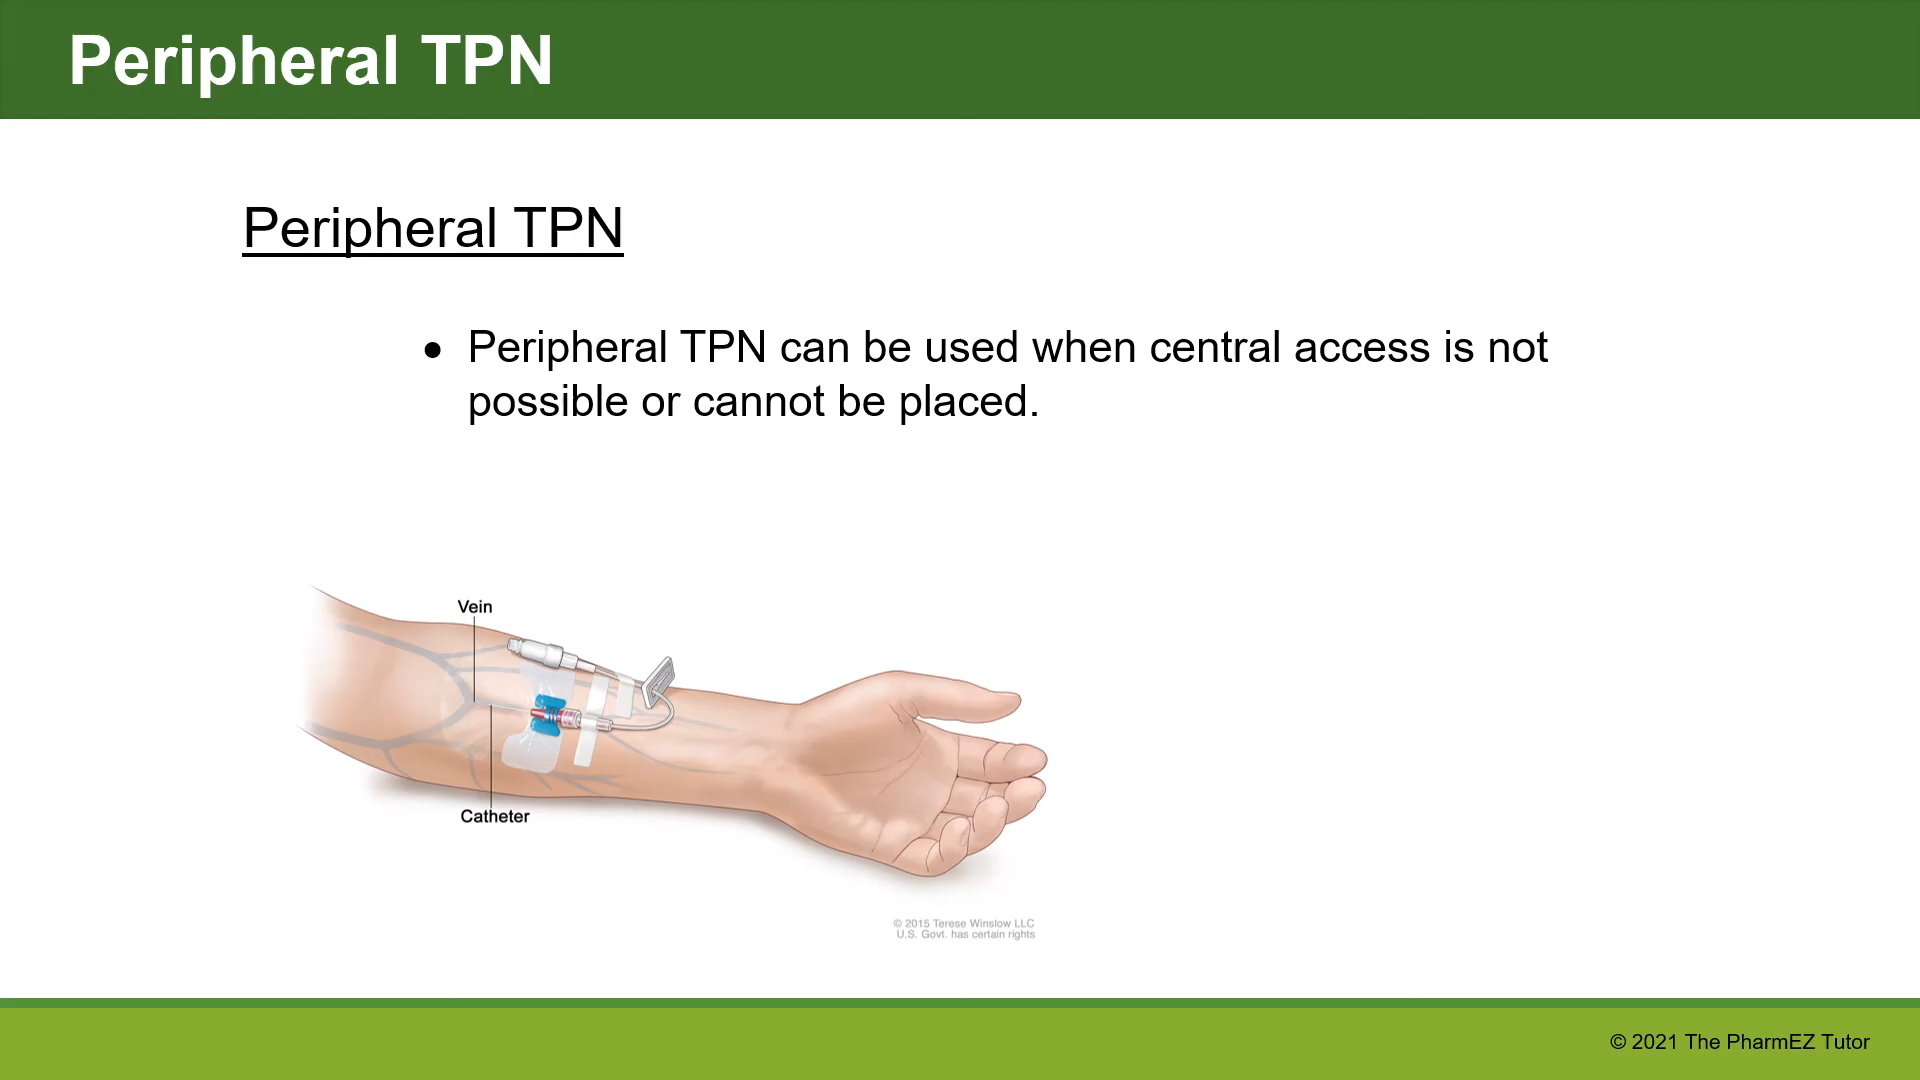 Peripheral TPN
Peripheral TPN
● Peripheral TPN can be used when central access is not
possible or cannot be placed.
Vein
Catheter
© 2015 Terese Winslow LLC
U.S. Govt. has certain rights
© 2021 The PharmEZ Tutor